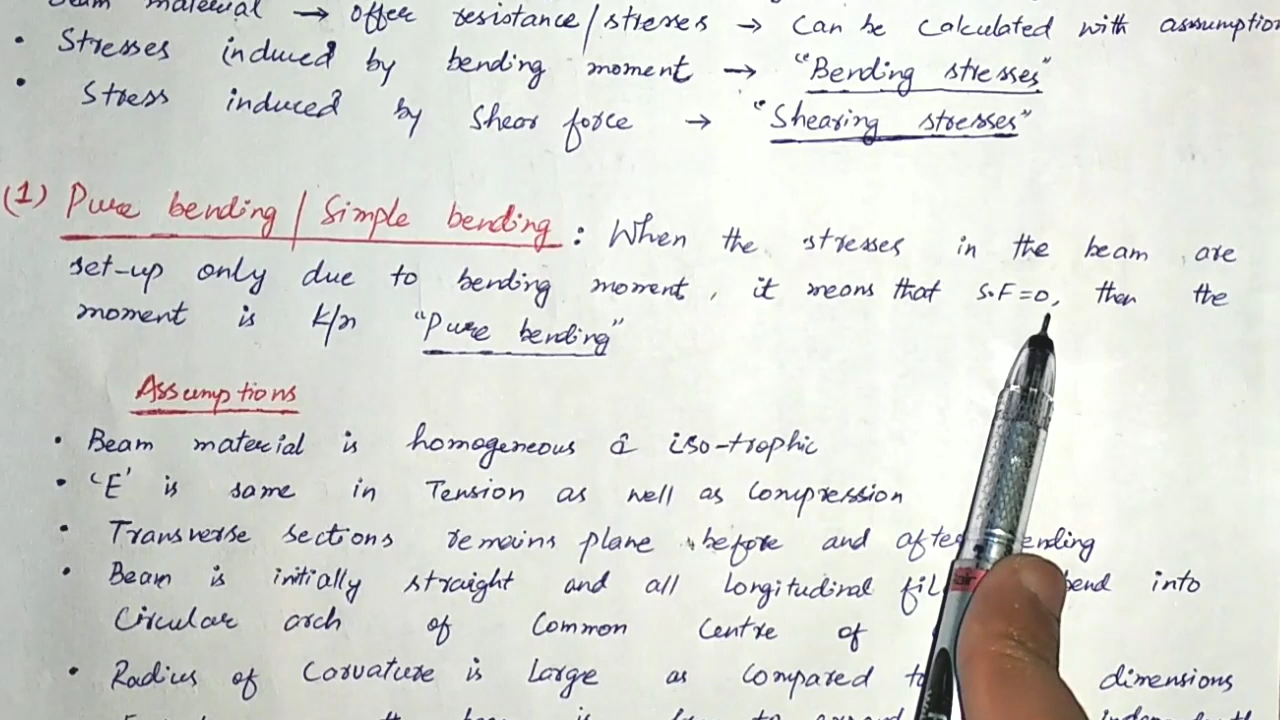 Beam material → offer resistance/stresses → can be calculated with assumption
• Stresses induced by bending moment → "Bending stresses"
• Stress induced by shear force → "Shearing stresses"
(1) Pure bending/Simple bending : When the stresses in the beam are
set-up only due to bending moment, it means that S.F=0, then the
moment is k/n "Pure bending"
Assumptions
• Beam material is homogeneous & iso-trophic
• 'E' is same in Tension as well as Compression
• Transverse sections remains plane before and after bending
• Beam is initially straight and all longitudinal bend into
Circular arch of Common Centre of
• Radius of Corvature is Large as Compared to dimensions